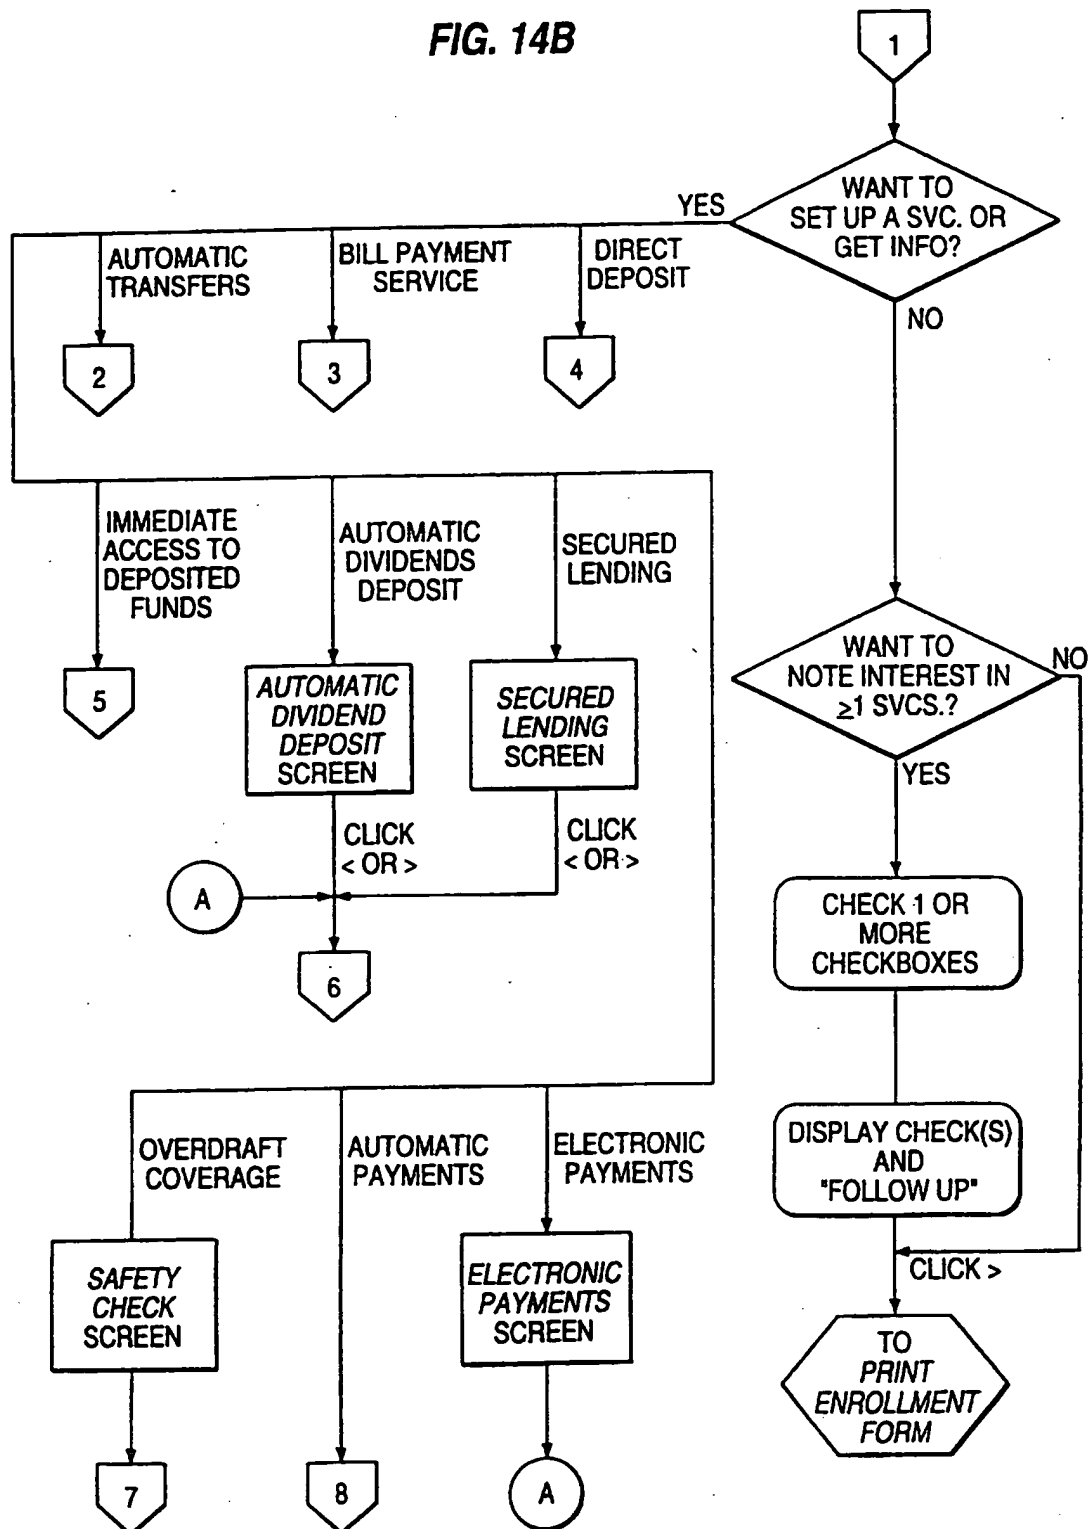 FIG. 14B
1
WANT TO
SET UP A SVC. OR
GET INFO?
YES
NO
AUTOMATIC
TRANSFERS
BILL PAYMENT
SERVICE
DIRECT
DEPOSIT
2
3
4
IMMEDIATE
ACCESS TO
DEPOSITED
FUNDS
AUTOMATIC
DIVIDENDS
DEPOSIT
SECURED
LENDING
5
AUTOMATIC
DIVIDEND
DEPOSIT
SCREEN
SECURED
LENDING
SCREEN
CLICK
< OR >
CLICK
< OR >
A
6
WANT TO
NOTE INTEREST IN
≥1 SVCS.?
NO
YES
CHECK 1 OR
MORE
CHECKBOXES
DISPLAY CHECK(S)
AND
"FOLLOW UP"
CLICK >
TO
PRINT
ENROLLMENT
FORM
OVERDRAFT
COVERAGE
AUTOMATIC
PAYMENTS
ELECTRONIC
PAYMENTS
SAFETY
CHECK
SCREEN
ELECTRONIC
PAYMENTS
SCREEN
7
8
A